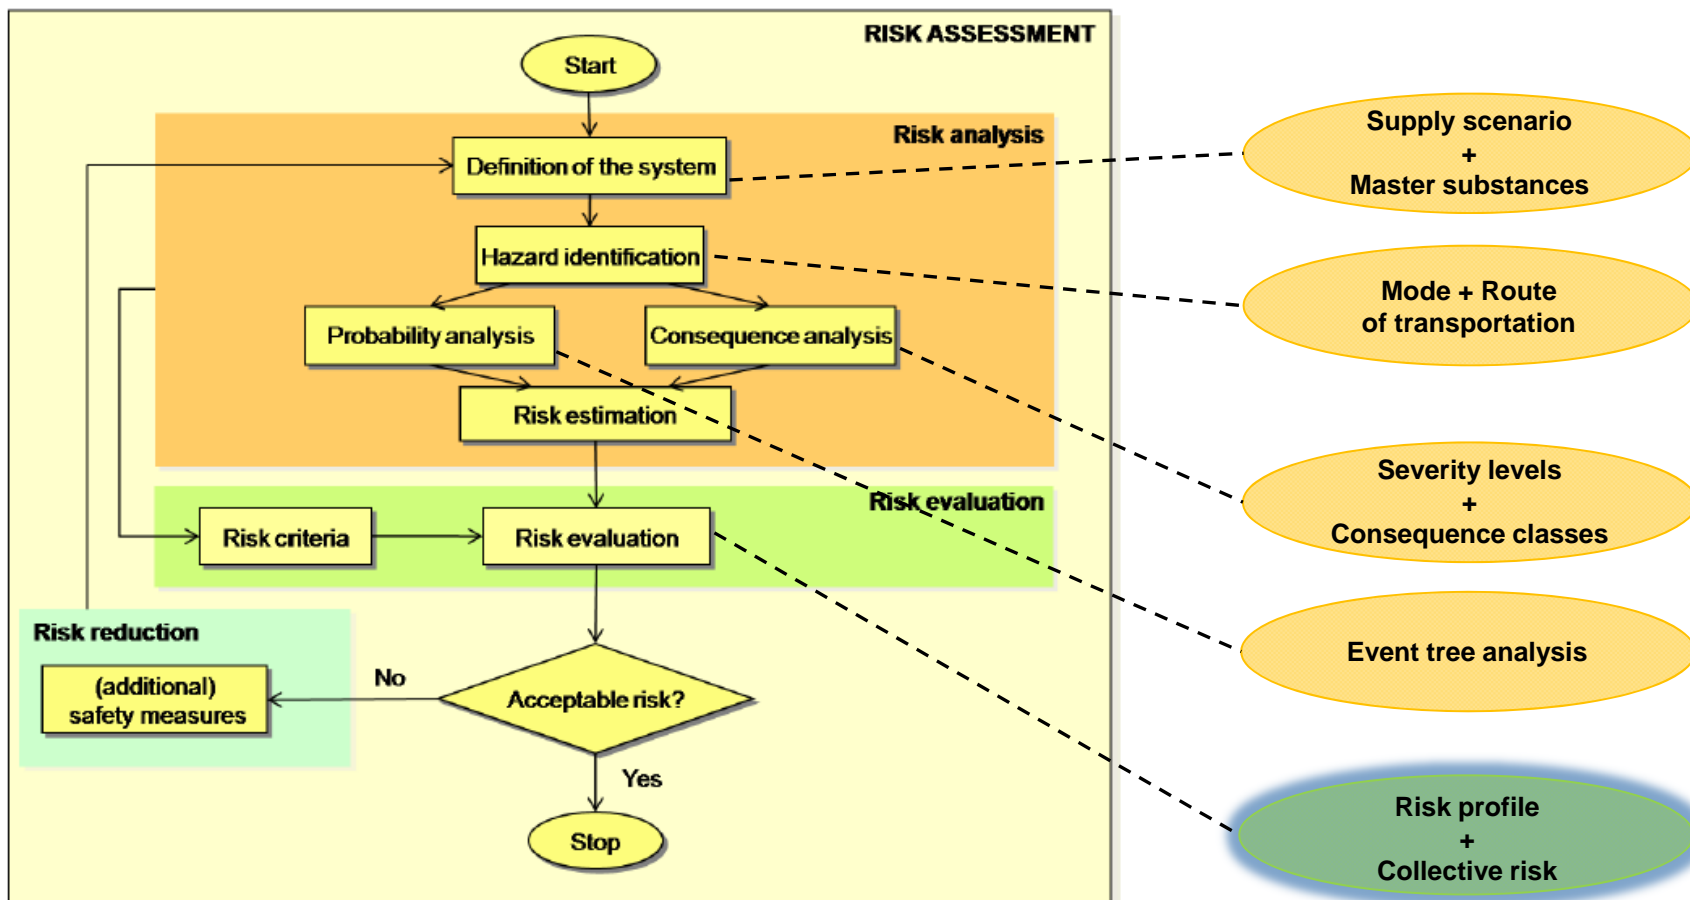 RISK ASSESSMENT
Start
Risk analysis
Definition of the system
Hazard identification
Probability analysis
Consequence analysis
Risk estimation
Risk evaluation
Risk criteria
Risk evaluation
Risk reduction
(additional)
safety measures
No
Acceptable risk?
Yes
Stop
Supply scenario
+
Master substances
Mode + Route
of transportation
Severity levels
+
Consequence classes
Event tree analysis
Risk profile
+
Collective risk